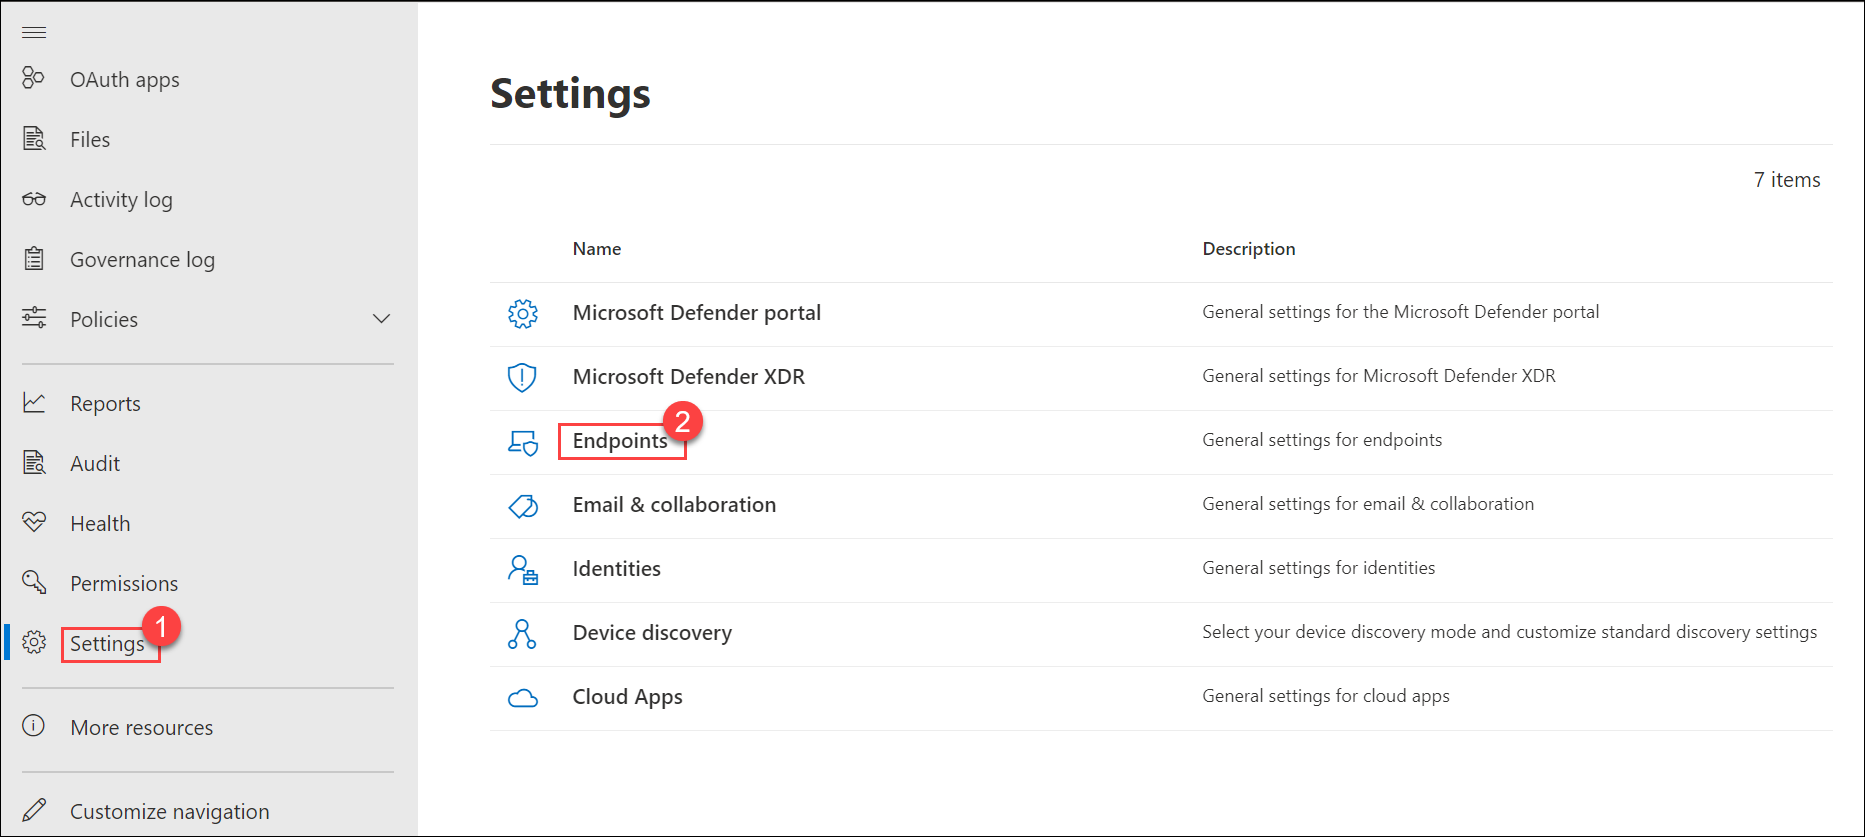 OAuth apps
Files
Activity log
Governance log
Policies
Reports
Audit
Health
Permissions
Settings 1
More resources
Customize navigation
Settings
7 items
Name Description
Microsoft Defender portal General settings for the Microsoft Defender portal
Microsoft Defender XDR General settings for Microsoft Defender XDR
Endpoints 2 General settings for endpoints
Email & collaboration General settings for email & collaboration
Identities General settings for identities
Device discovery Select your device discovery mode and customize standard discovery settings
Cloud Apps General settings for cloud apps